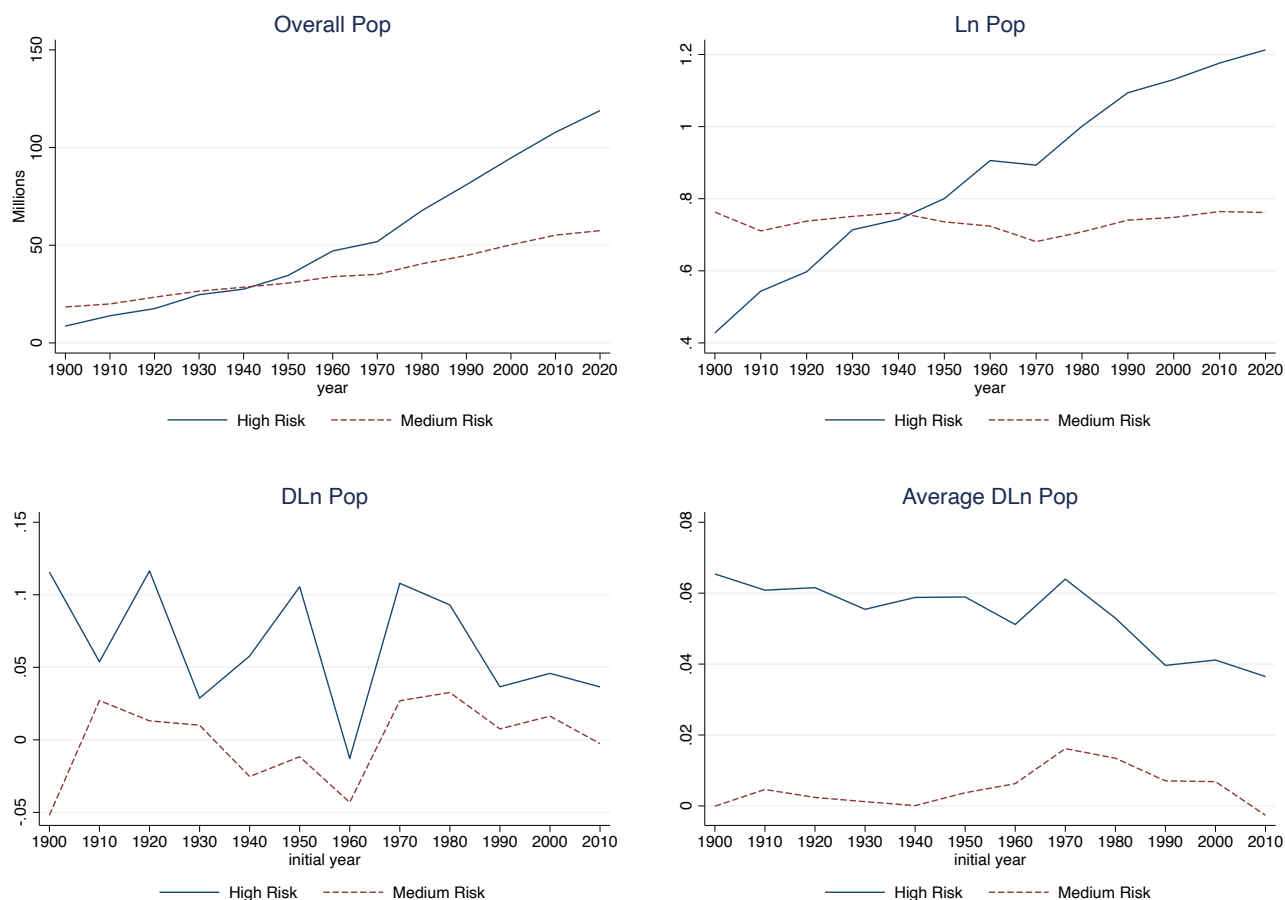 Overall Pop
150
100
50
0
Millions
1900 1910 1920 1930 1940 1950 1960 1970 1980 1990 2000 2010 2020
year
High Risk Medium Risk
Ln Pop
1.2
1
.8
.6
.4
1900 1910 1920 1930 1940 1950 1960 1970 1980 1990 2000 2010 2020
year
High Risk Medium Risk
DLn Pop
.15
.1
.05
0
-.05
1900 1910 1920 1930 1940 1950 1960 1970 1980 1990 2000 2010
initial year
High Risk Medium Risk
Average DLn Pop
.08
.06
.04
.02
0
1900 1910 1920 1930 1940 1950 1960 1970 1980 1990 2000 2010
initial year
High Risk Medium Risk